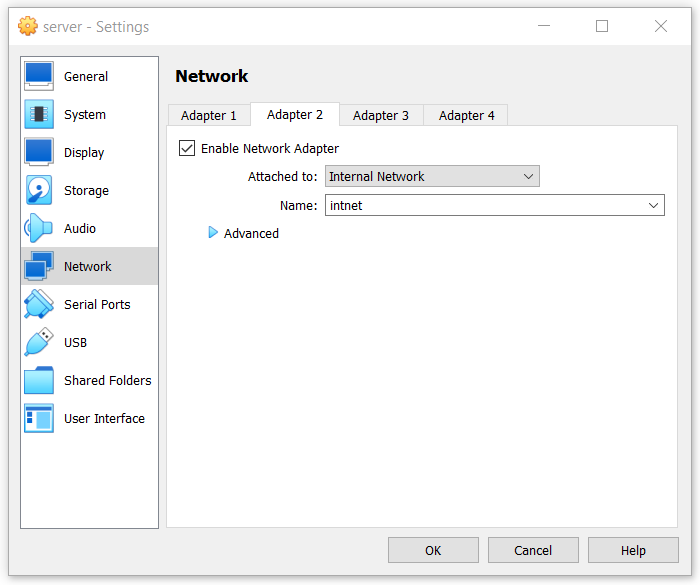 server - Settings
General
System
Display
Storage
Audio
Network
Serial Ports
USB
Shared Folders
User Interface
Network
Adapter 1 Adapter 2 Adapter 3 Adapter 4
Enable Network Adapter
Attached to: Internal Network
Name: intnet
Advanced
OK Cancel Help